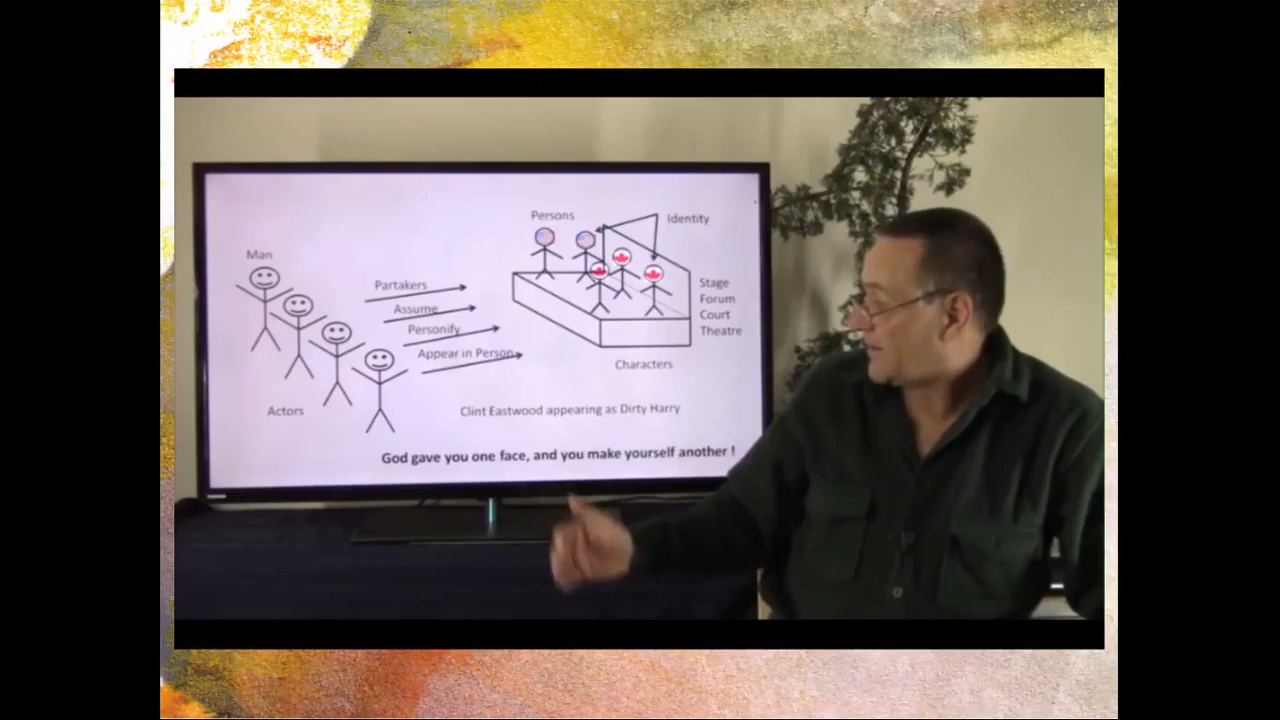 Persons
Identity
Man
Partakers
Assume
Personify
Appear in Person
Stage
Forum
Court
Theatre
Characters
Actors
Clint Eastwood appearing as Dirty Harry
God gave you one face, and you make yourself another !